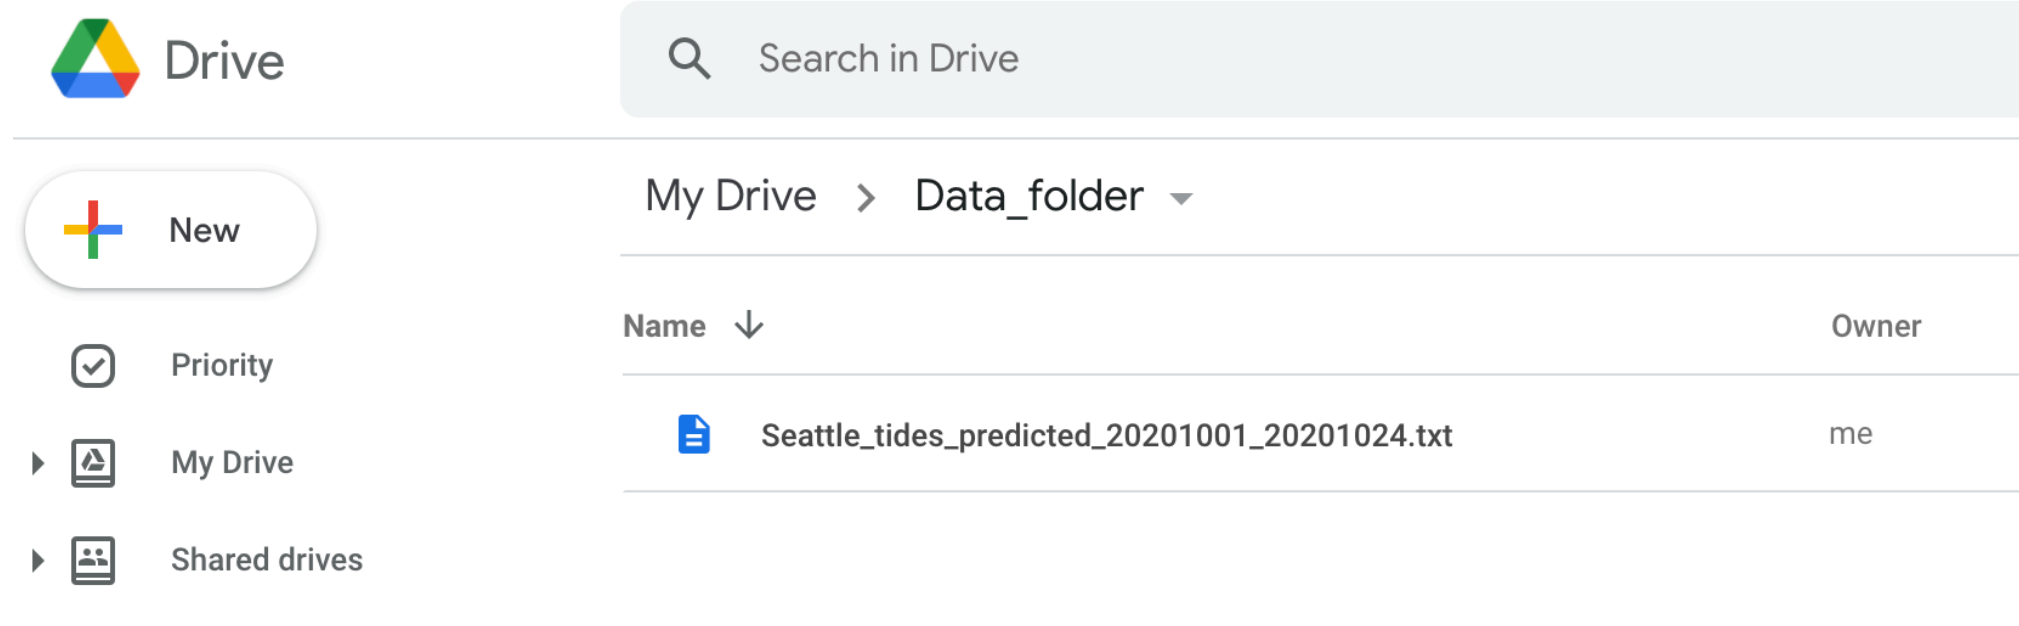 Drive
Search in Drive
New
My Drive > Data_folder
Name
Owner
Priority
Seattle_tides_predicted_20201001_20201024.txt
me
My Drive
Shared drives